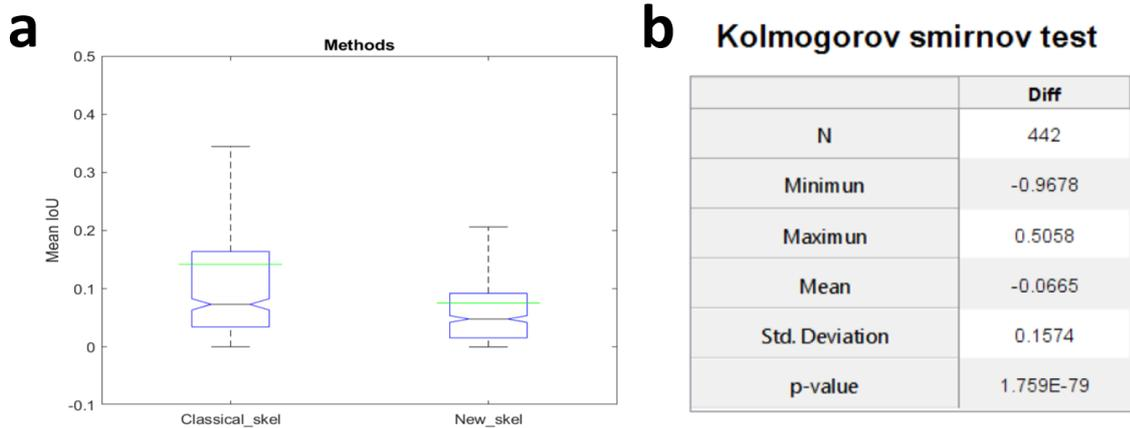 a
Methods
0.5
0.4
0.3
0.2
0.1
0
-0.1
Mean IoU
Classical_skel New_skel
b
Kolmogorov smirnov test
Diff
N 442
Minimun -0.9678
Maximun 0.5058
Mean -0.0665
Std. Deviation 0.1574
p-value 1.759E-79